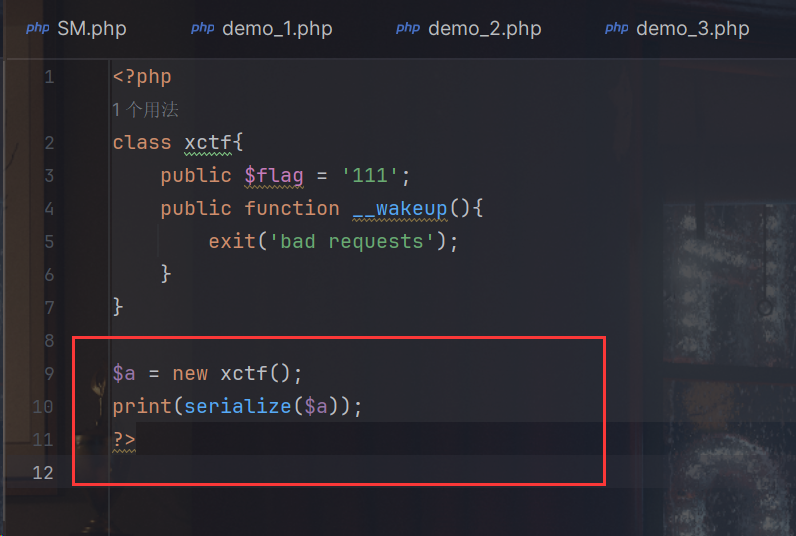 php SM.php php demo_1.php php demo_2.php php demo_3.php
1 <?php
1 个用法
2 class xctf{
3 public $flag = '111';
4 public function __wakeup(){
5 exit('bad requests');
6 }
7 }
8
9 $a = new xctf();
10 print(serialize($a));
11 ?>
12